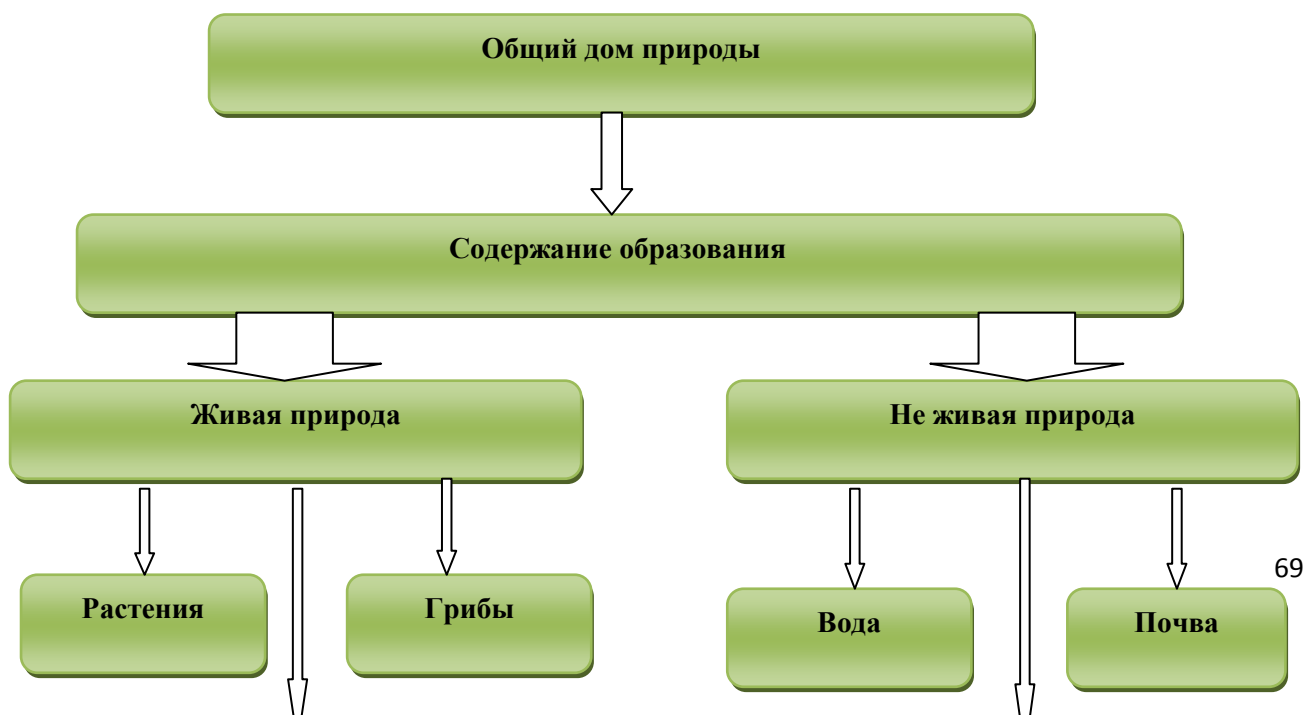 Общий дом природы
Содержание образования
Живая природа
Не живая природа
69
Растения
Грибы
Вода
Почва